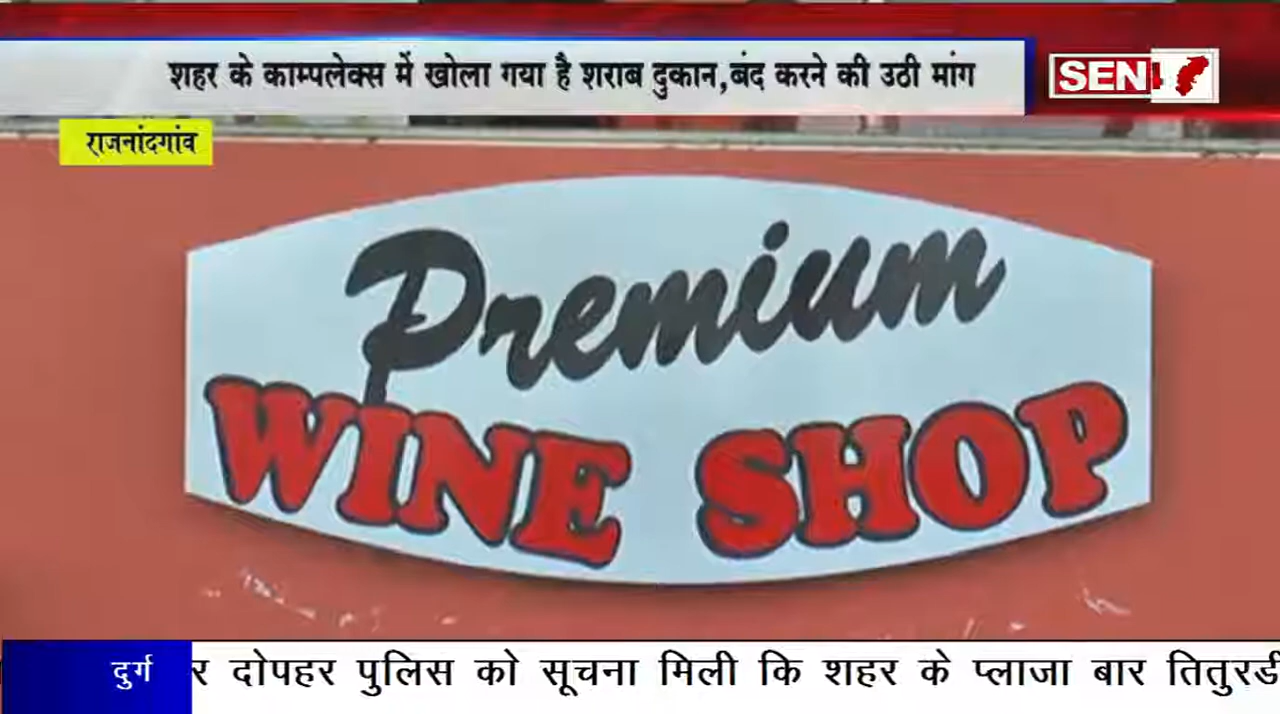 शहर के काम्पलेक्स में खोला गया है शराब दुकान,बंद करने की उठी मांग
SEN
राजनांदगांव
Premium
WINE SHOP
दुर्ग
दोपहर पुलिस को सूचना मिली कि शहर के प्लाजा बार